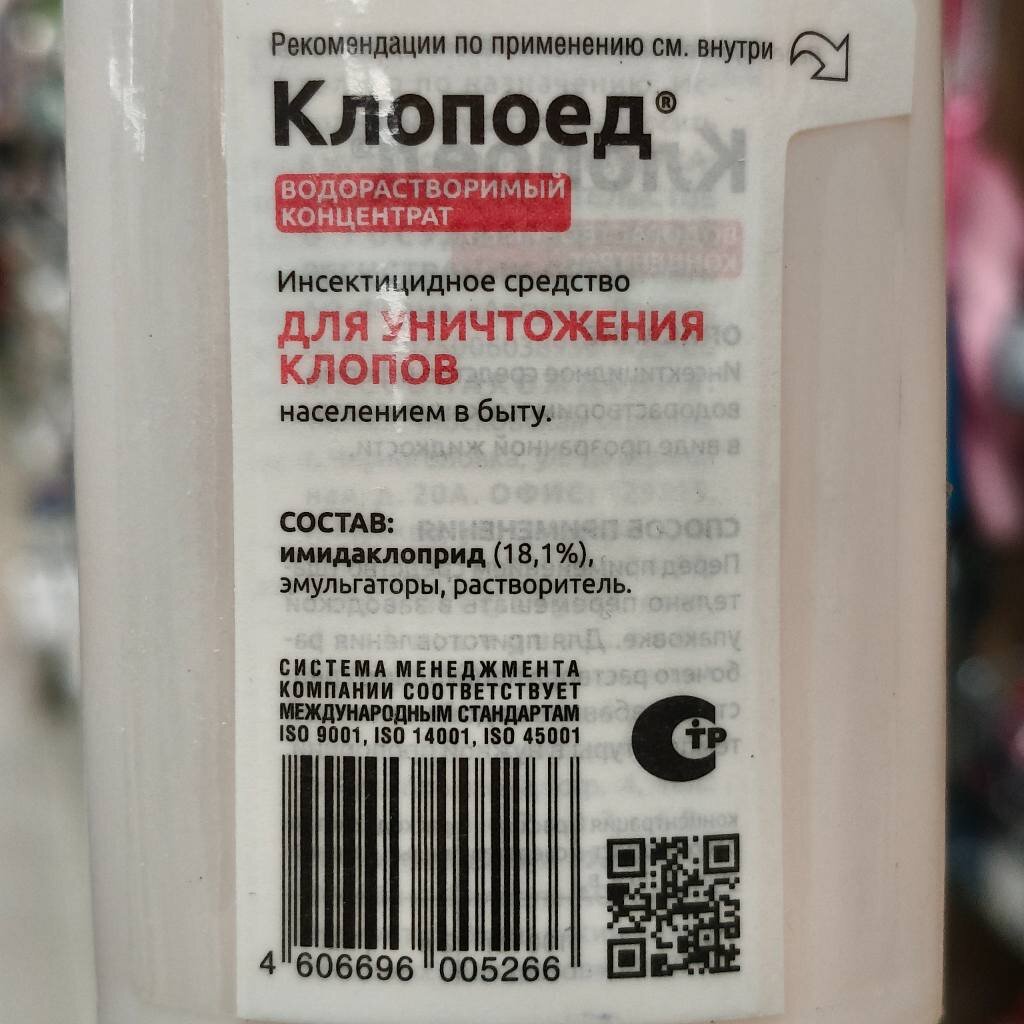 Рекомендации по применению см. внутри
Клопоед®
ВОДОРАСТВОРИМЫЙ
КОНЦЕНТРАТ
Инсектицидное средство
ДЛЯ УНИЧТОЖЕНИЯ
КЛОПОВ
населением в быту.
СОСТАВ:
имидаклоприд (18,1%),
эмульгаторы, растворитель.
СИСТЕМА МЕНЕДЖМЕНТА
КОМПАНИИ СООТВЕТСТВУЕТ
МЕЖДУНАРОДНЫМ СТАНДАРТАМ
ISO 9001, ISO 14001, ISO 45001
СТР
4 606696 005266